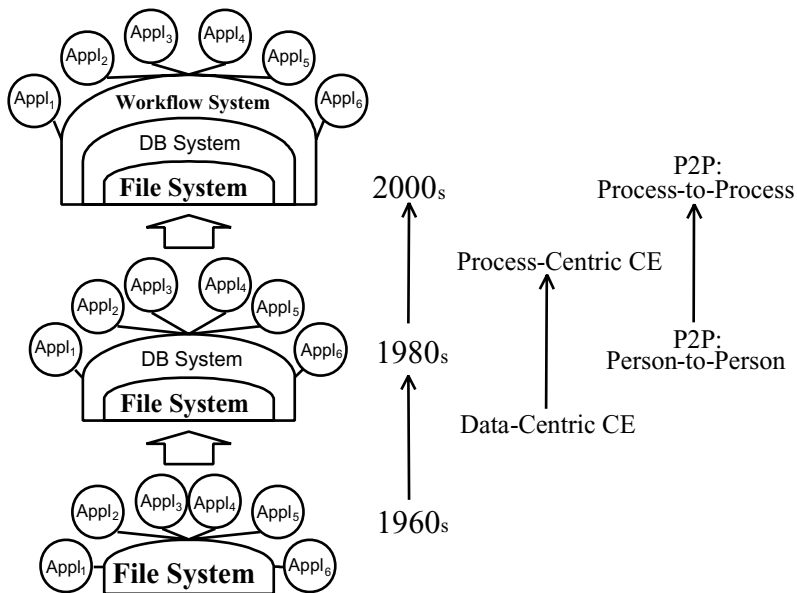 Appl3 Appl4
Appl2 Appl5
Appl1 Appl6
Workflow System
DB System
File System
Appl3 Appl4
Appl2 Appl5
Appl1 Appl6
DB System
File System
Appl3 Appl4
Appl2 Appl5
Appl1 Appl6
File System
2000s
1980s
1960s
Process-Centric CE
Data-Centric CE
P2P:
Process-to-Process
P2P:
Person-to-Person